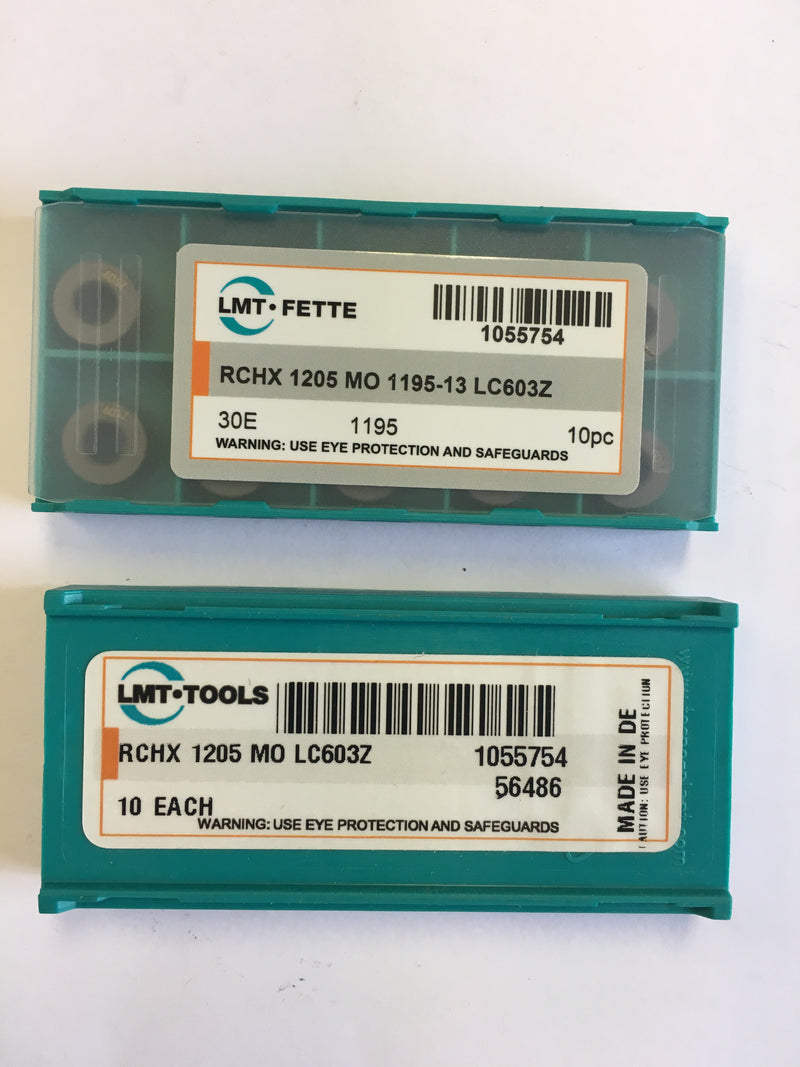 LMT•FETTE
1055754
RCHX 1205 MO 1195-13 LC603Z
30E 1195 10pc
WARNING: USE EYE PROTECTION AND SAFEGUARDS
LMT•TOOLS
RCHX 1205 MO LC603Z 1055754
56486
10 EACH
WARNING: USE EYE PROTECTION AND SAFEGUARDS
MADE IN DE
CAUTION: USE EYE PROTECTION